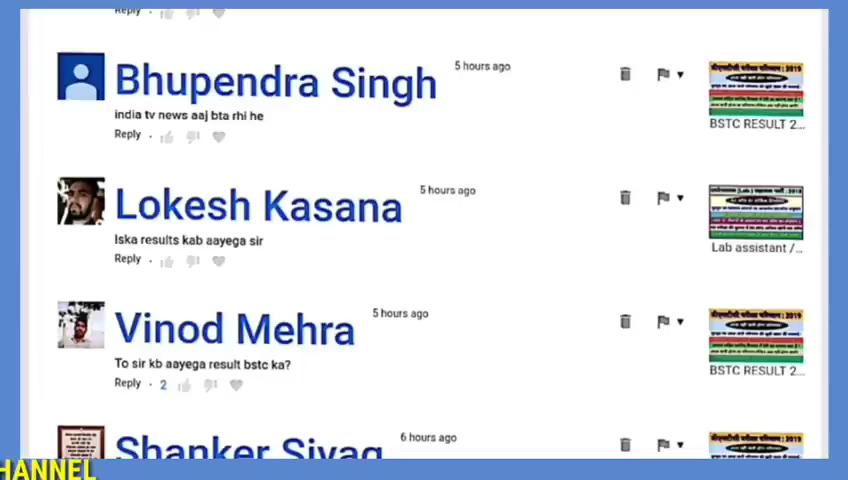 Reply
Bhupendra Singh
5 hours ago
india tv news aaj bta rhi he
Reply
BSTC RESULT 2...
Lokesh Kasana
5 hours ago
Iska results kab aayega sir
Reply
Lab assistant /...
Vinod Mehra
5 hours ago
To sir kb aayega result bstc ka?
Reply · 2
BSTC RESULT 2...
Shanker Sivag
6 hours ago
HANNEL